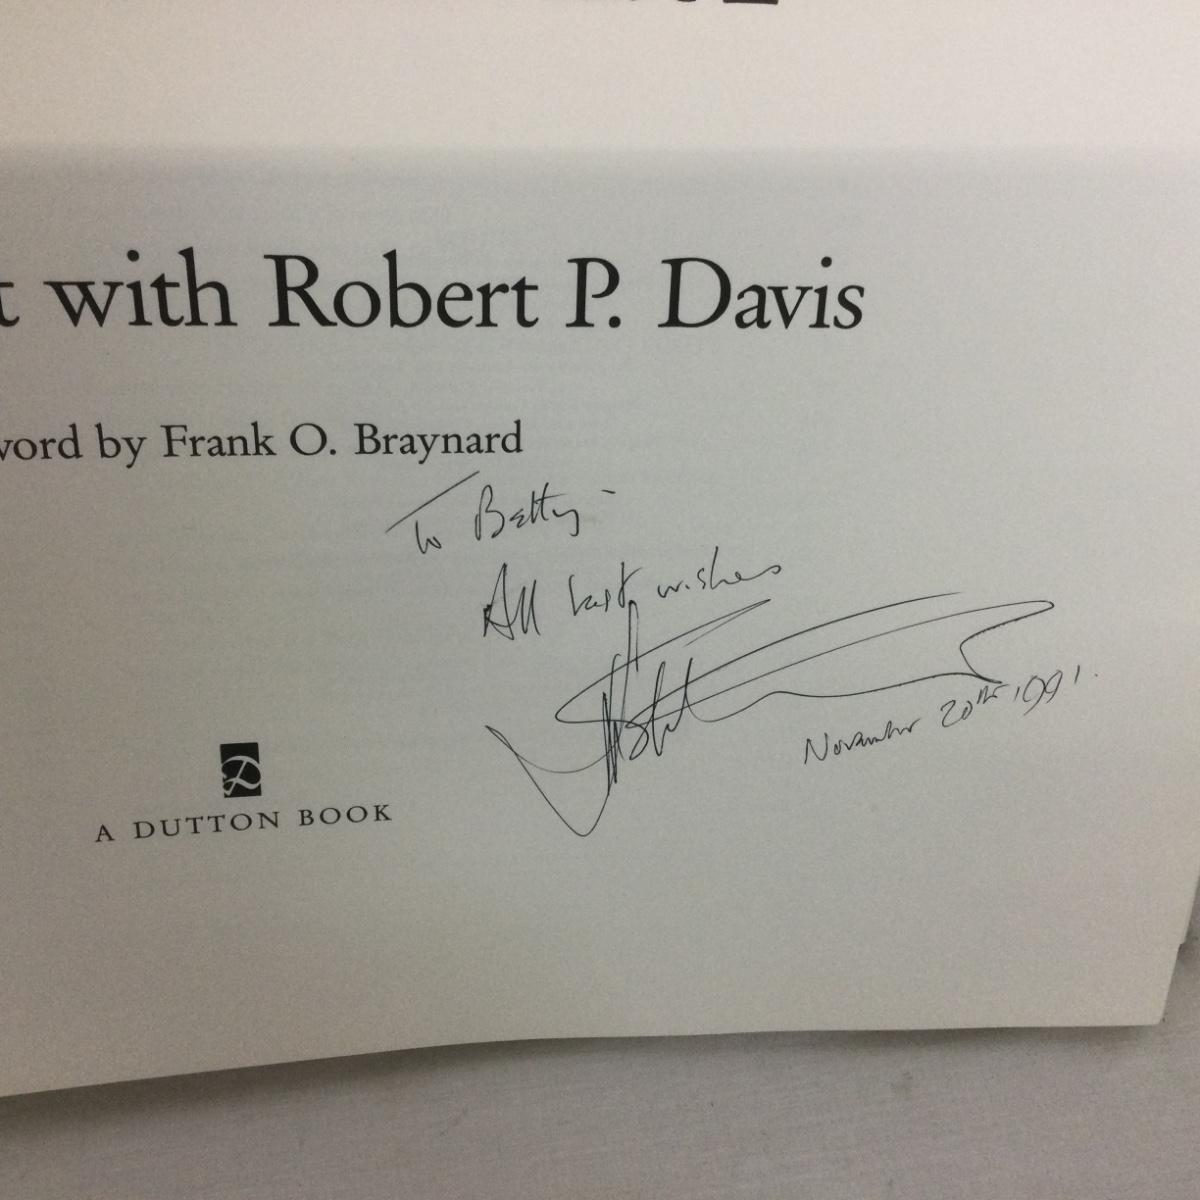 t with Robert P. Davis
word by Frank O. Braynard
To Betty -
All best wishes
November 20th 1991.
A DUTTON BOOK